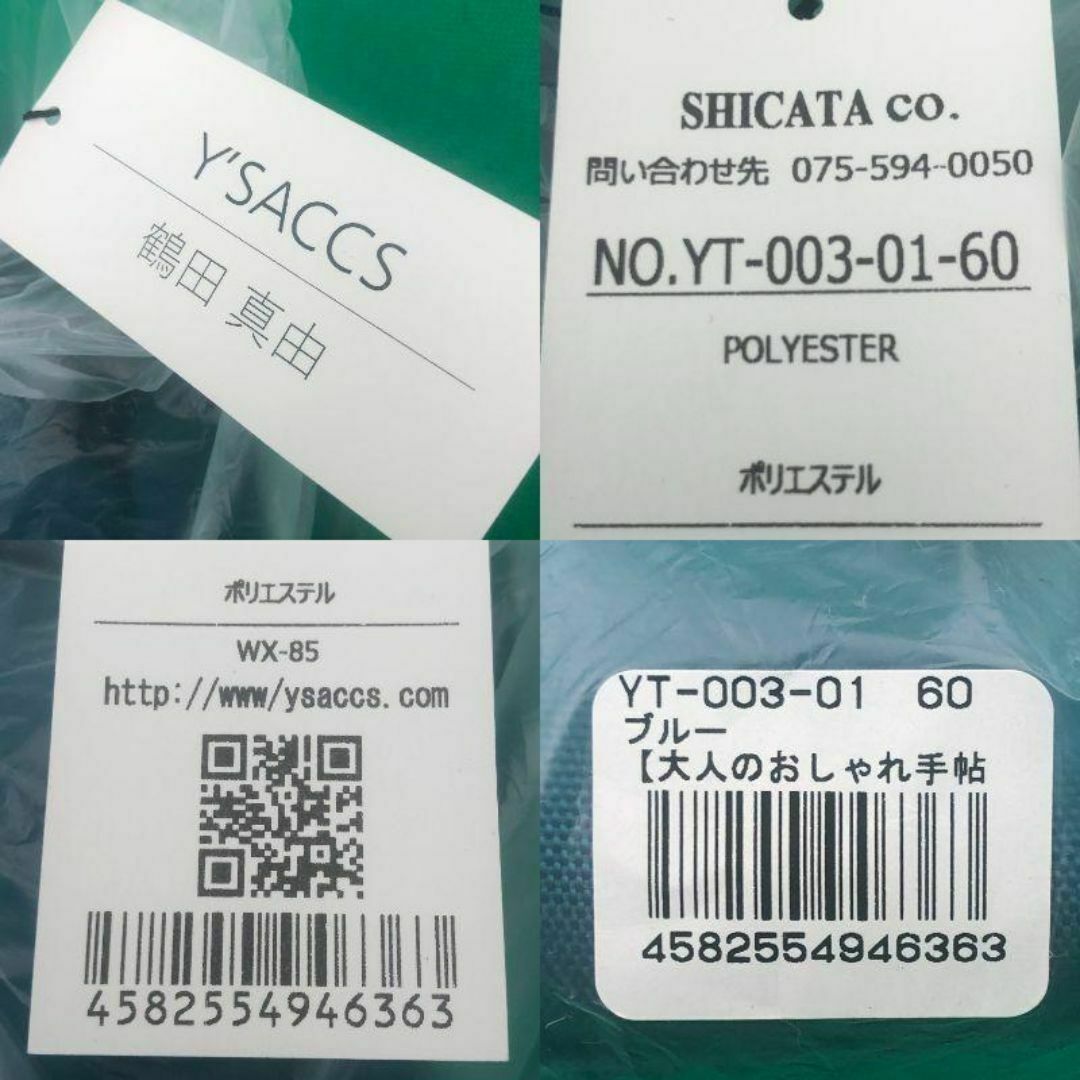 Y'SACCS
鶴田 真由
SHICATA CO.
問い合わせ先 075-594-0050
NO.YT-003-01-60
POLYESTER
ポリエステル
ポリエステル
WX-85
http://www/ysaccs.com
4582554946363
YT-003-01 60
ブルー
【大人のおしゃれ手帖
4582554946363